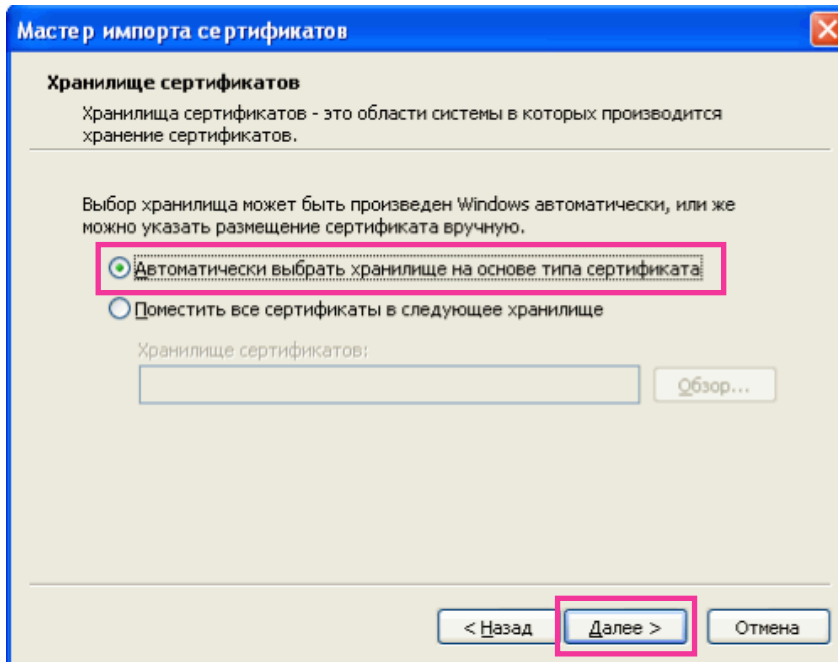 Мастер импорта сертификатов
Хранилище сертификатов
Хранилища сертификатов - это области системы в которых производится
хранение сертификатов.
Выбор хранилища может быть произведен Windows автоматически, или же
можно указать размещение сертификата вручную.
Автоматически выбрать хранилище на основе типа сертификата
Поместить все сертификаты в следующее хранилище
Хранилище сертификатов:
Обзор...
< Назад
Далее >
Отмена